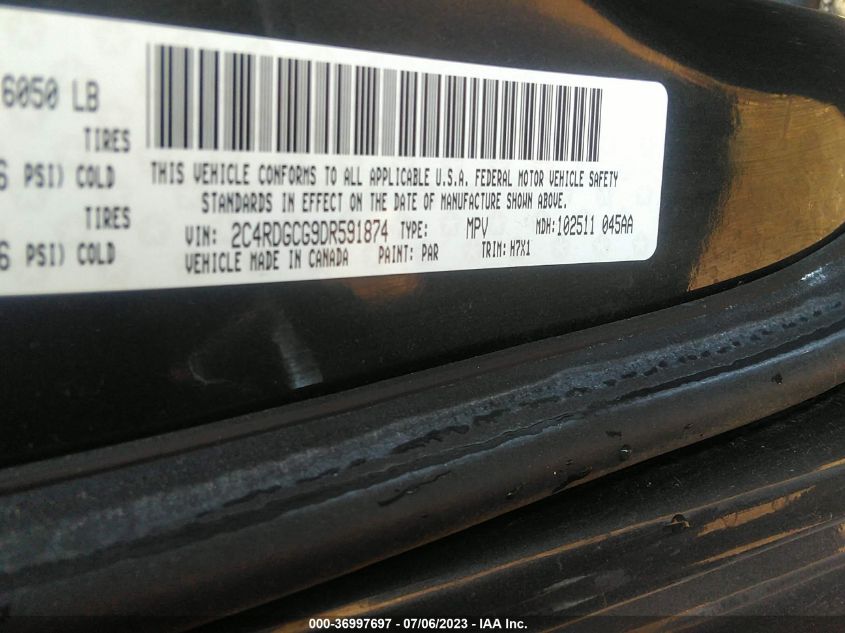 6050 LB
TIRES
PSI) COLD
TIRES
PSI) COLD
THIS VEHICLE CONFORMS TO ALL APPLICABLE U.S.A. FEDERAL MOTOR VEHICLE SAFETY
STANDARDS IN EFFECT ON THE DATE OF MANUFACTURE SHOWN ABOVE.
VIN: 2C4RDGCG9DR591874 TYPE: MPV MDH: 102511 045AA
VEHICLE MADE IN CANADA PAINT: PAR TRIM: H7X1
000-36997697 - 07/06/2023 - IAA Inc.